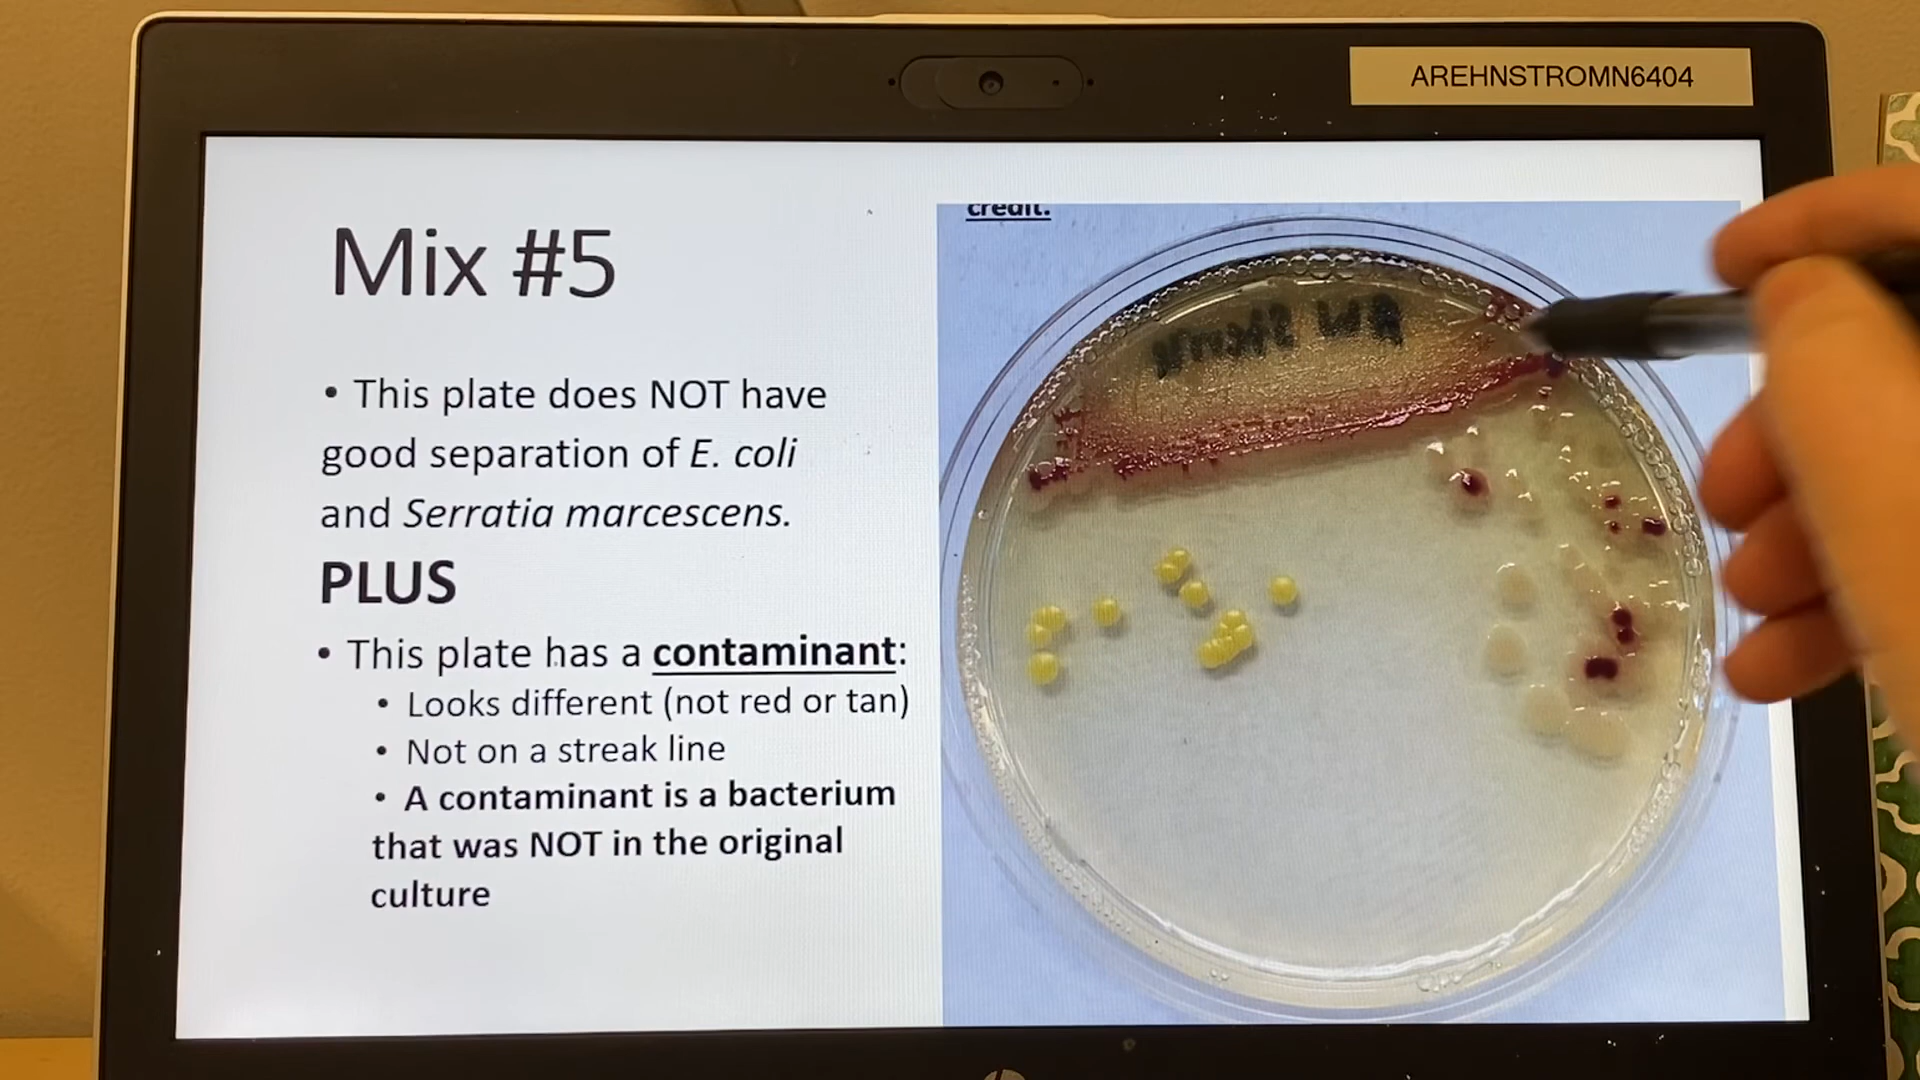 AREHNSTROMN6404
credit.
Mix #5
• This plate does NOT have
good separation of E. coli
and Serratia marcescens.
PLUS
• This plate has a contaminant:
• Looks different (not red or tan)
• Not on a streak line
• A contaminant is a bacterium
that was NOT in the original
culture